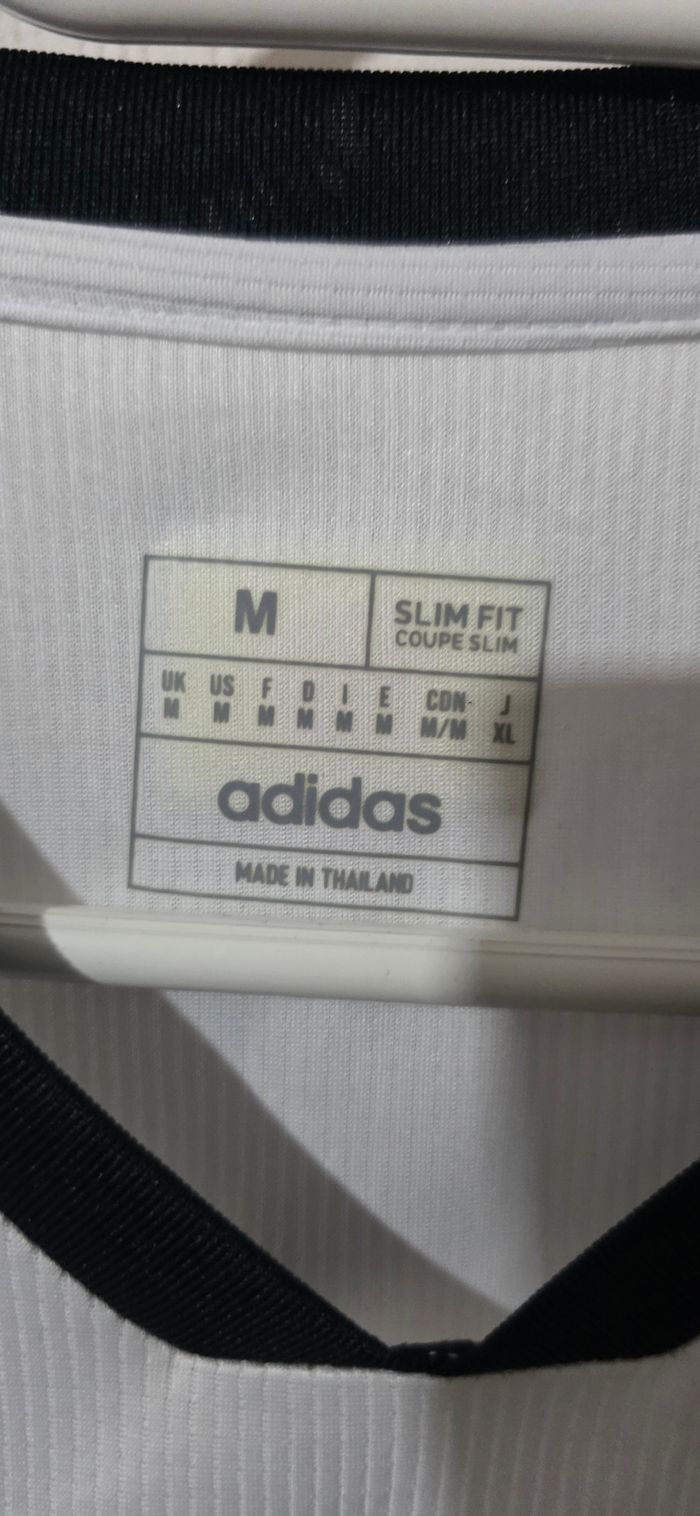 M
SLIM FIT
COUPE SLIM
UK US F D I E CDN J
M M M M M M M/M XL
adidas
MADE IN THAILAND